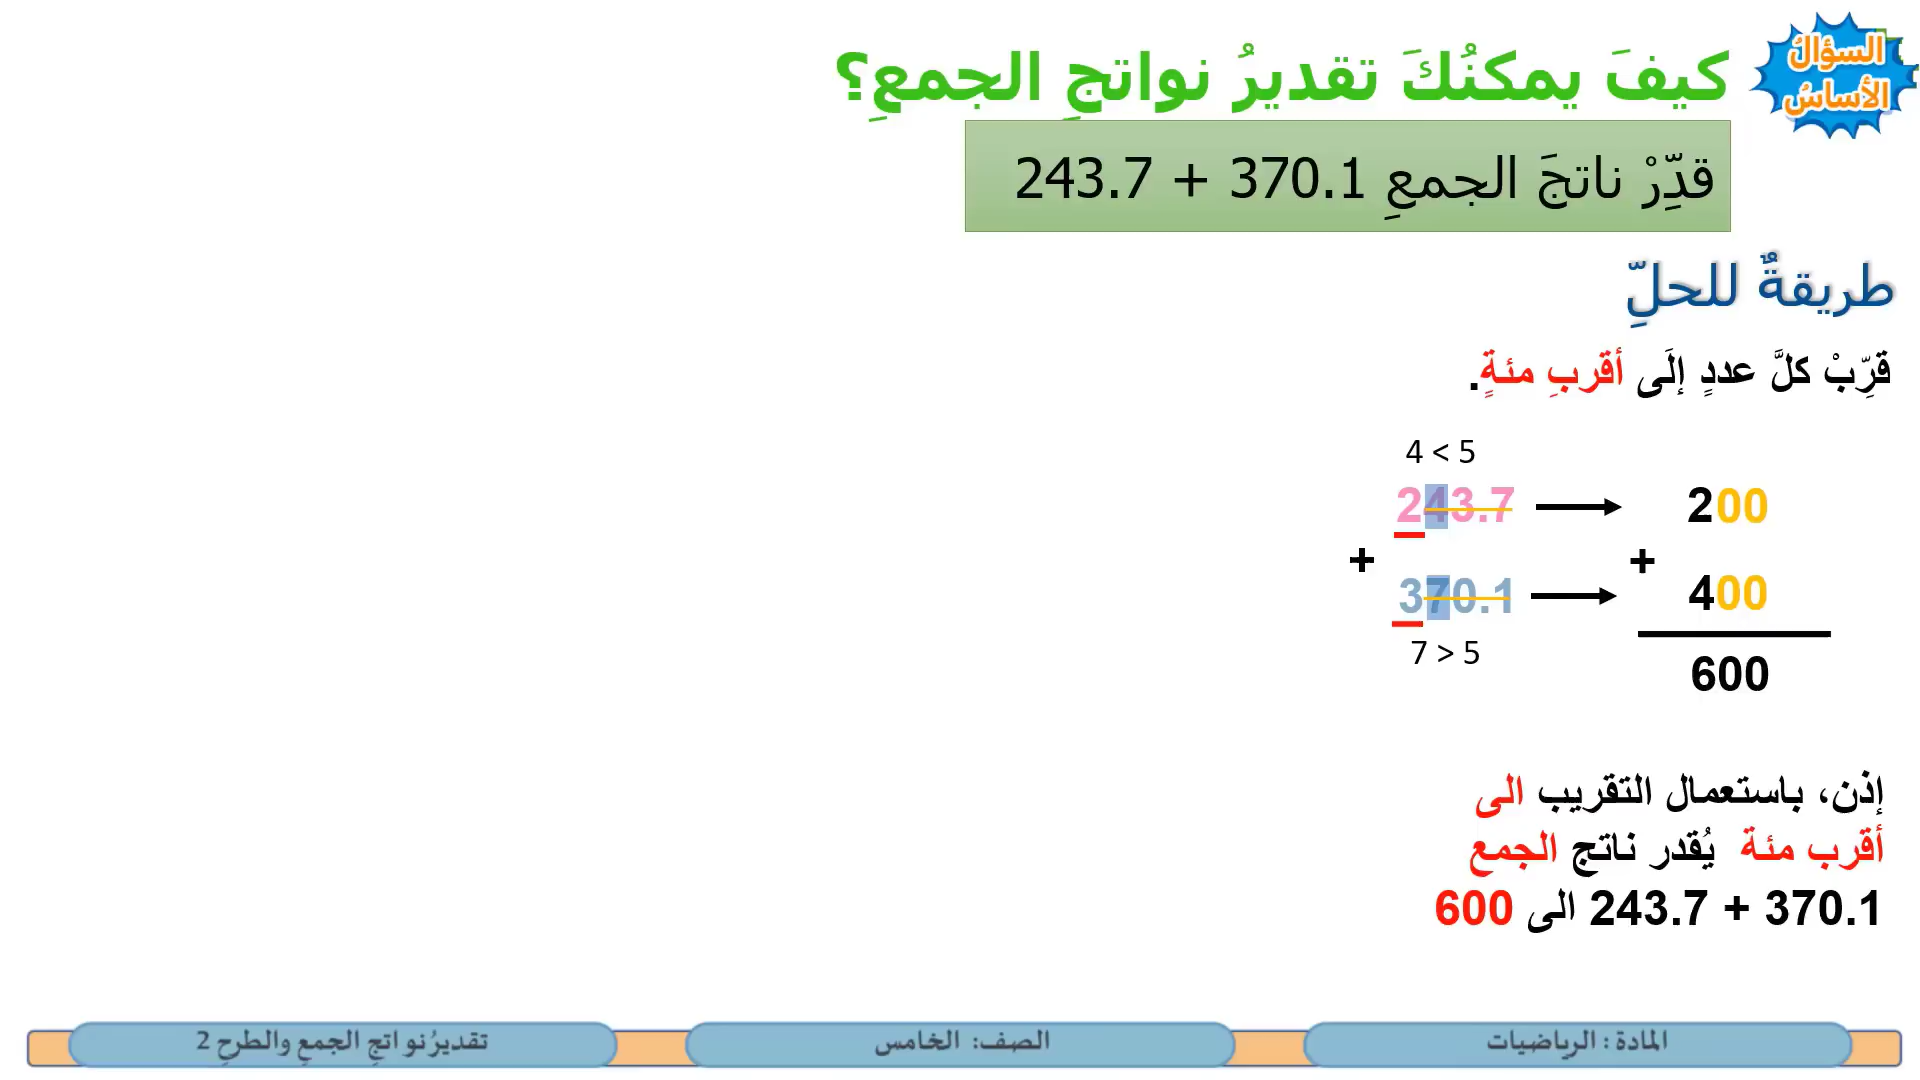 السؤالُ
الأساسُ
كيفَ يمكنُكَ تقديرُ نواتجِ الجمعِ؟
قدِّرْ ناتجَ الجمعِ 370.1 + 243.7
طريقةٌ للحلِّ
قرِّبْ كلَّ عددٍ إلَى أقربِ مئةٍ.
4 < 5
243.7 200
+ +
370.1 400
7 > 5
600
إذن، باستعمال التقريب الى
أقرب مئة يُقدر ناتج الجمع
370.1 + 243.7 الى 600
المادة : الرياضيات
الصف: الخامس
تقديرُ نواتجِ الجمعِ والطرحِ 2